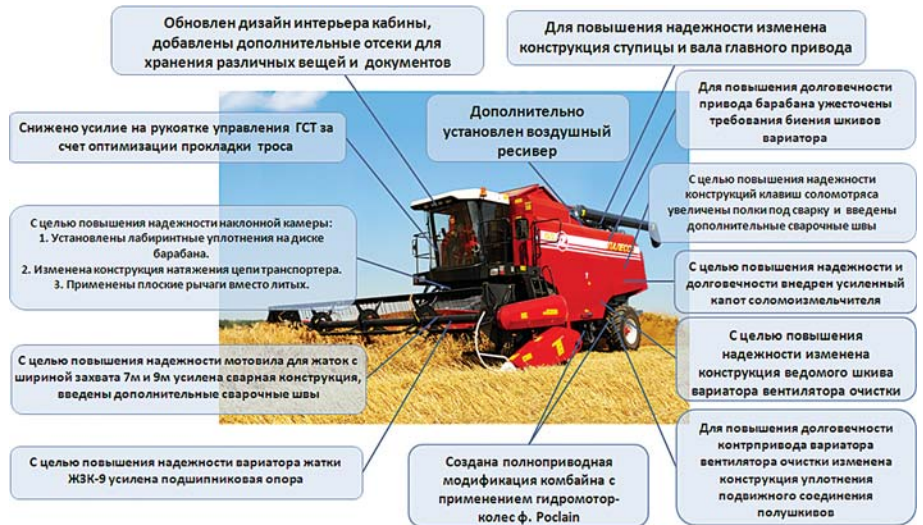 Обновлен дизайн интерьера кабины,
добавлены дополнительные отсеки для
хранения различных вещей и документов
Для повышения надежности изменена
конструкция ступицы и вала главного привода
Снижено усилие на рукоятке управления ГСТ за
счет оптимизации прокладки троса
Дополнительно
установлен воздушный
ресивер
Для повышения долговечности
привода барабана ужесточены
требования биения шкивов
вариатора
С целью повышения надежности наклонной камеры:
1. Установлены лабиринтные уплотнения на диске
барабана.
2. Изменена конструкция натяжения цепи транспортера.
3. Применены плоские рычаги вместо литых.
С целью повышения надежности
конструкций клавиш соломотряса
увеличены полки под сварку и введены
дополнительные сварочные швы
ПАЛЕССЕ
С целью повышения надежности и
долговечности внедрен усиленный
капот соломоизмельчителя
С целью повышения надежности мотовила для жаток с
шириной захвата 7м и 9м усилена сварная конструкция,
введены дополнительные сварочные швы
С целью повышения
надежности изменена
конструкция ведомого шкива
вариатора вентилятора очистки
С целью повышения надежности вариатора жатки
ЖЗК-9 усилена подшипниковая опора
Создана полноприводная
модификация комбайна с
применением гидромотор-
колес ф. Poclain
Для повышения долговечности
контрпривода вариатора
вентилятора очистки изменена
конструкция уплотнения
подвижного соединения
полушкивов